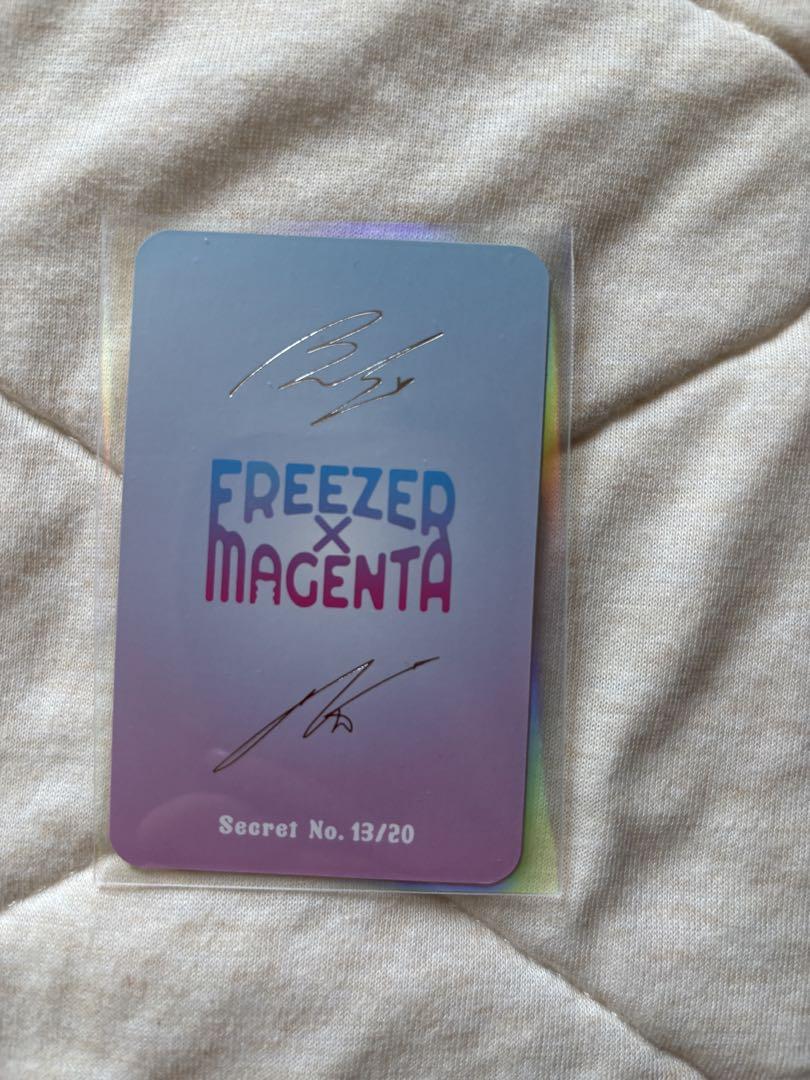 FREEZER
X
MAGENTA
Secret No. 13/20